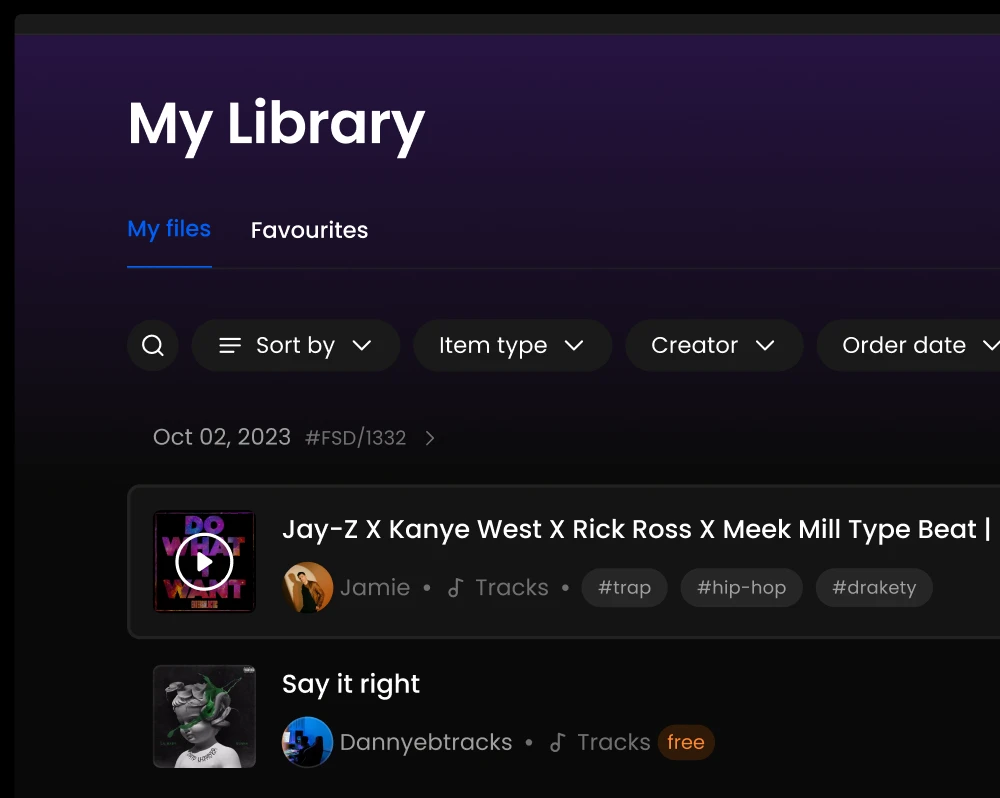 My Library
My files Favourites
Sort by Item type Creator Order date
Oct 02, 2023 #FSD/1332
DO
WHAT
I
WANT
Jay-Z X Kanye West X Rick Ross X Meek Mill Type Beat |
Jamie • Tracks • #trap #hip-hop #drakety
Say it right
Dannyebtracks • Tracks free